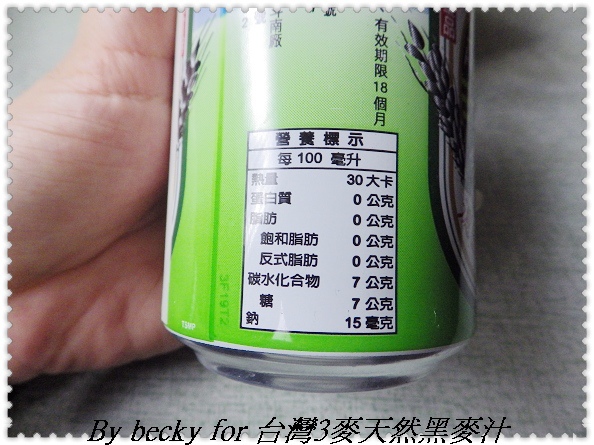 有效期限18個月
營養標示
每100 毫升
熱量 30大卡
蛋白質 0 公克
脂肪 0 公克
飽和脂肪 0 公克
反式脂肪 0 公克
碳水化合物 7 公克
糖 7公克
鈉 15毫克
3F19T2
TSMP
By becky for 台灣3麥天然黑麥汁